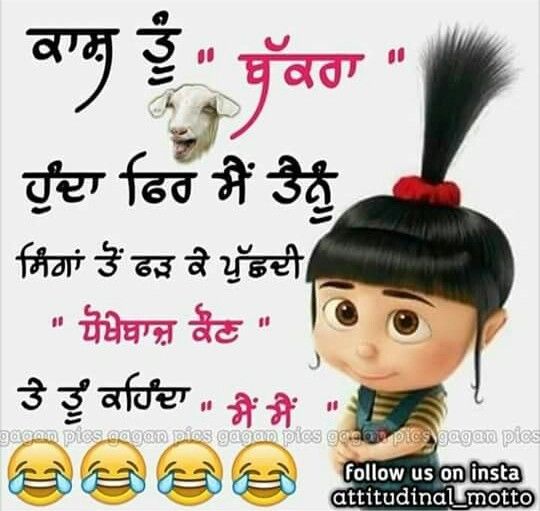 ਕਾਸ਼ ਤੂੰ " ਬੱਕਰਾ "
ਹੁੰਦਾ ਫਿਰ ਮੈਂ ਤੈਨੂੰ
ਸਿੰਗਾਂ ਤੋਂ ਫੜ ਕੇ ਪੁੱਛਦੀ
" ਧੋਖੇਬਾਜ਼ ਕੌਣ "
ਤੇ ਤੂੰ ਕਹਿੰਦਾ " ਮੈਂ ਮੈਂ "
gagan pics gagan pics gagan pics gagan pics gagan pics
follow us on insta
attitudinal_motto